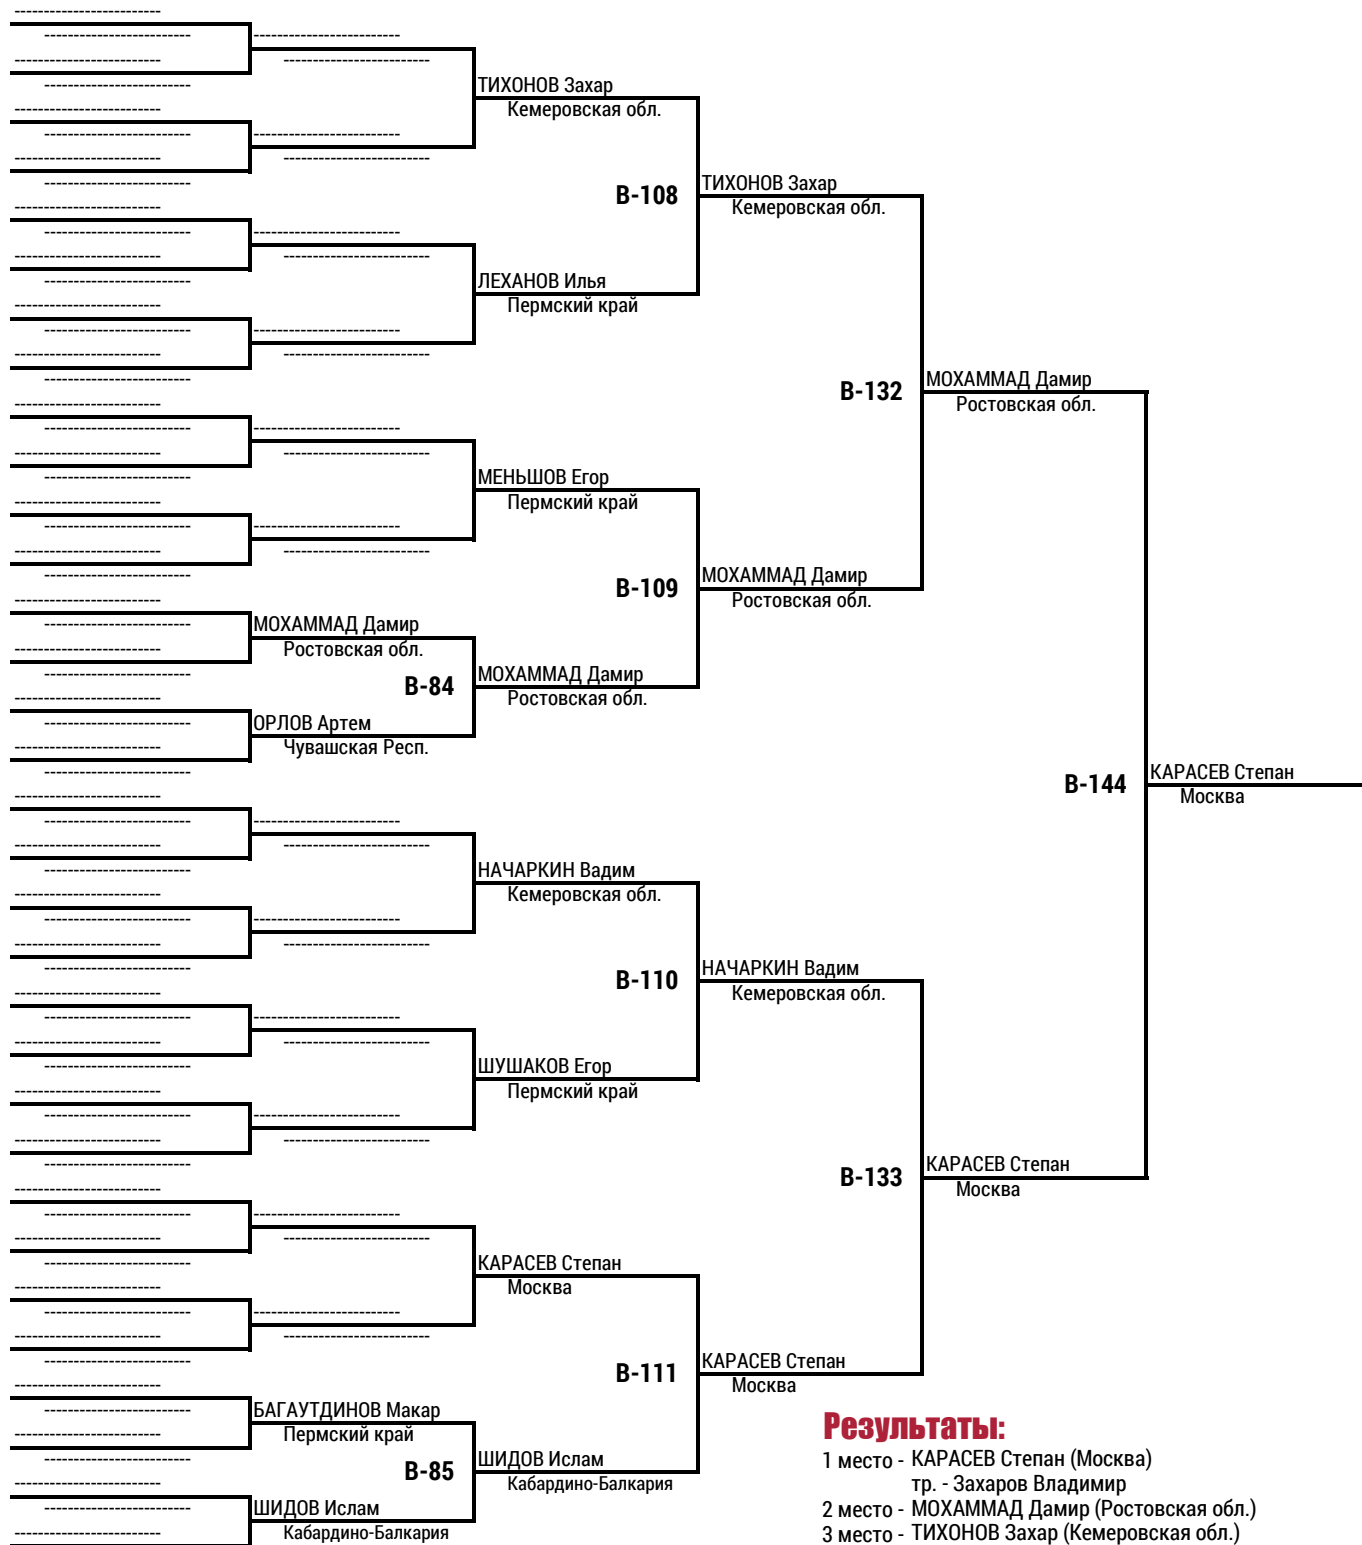 ТИХОНОВ Захар
Кемеровская обл.
B-108
ТИХОНОВ Захар
Кемеровская обл.
ЛЕХАНОВ Илья
Пермский край
B-132
МОХАММАД Дамир
Ростовская обл.
МЕНЬШОВ Егор
Пермский край
B-109
МОХАММАД Дамир
Ростовская обл.
МОХАММАД Дамир
Ростовская обл.
B-84
МОХАММАД Дамир
Ростовская обл.
ОРЛОВ Артем
Чувашская Респ.
B-144
КАРАСЕВ Степан
Москва
НАЧАРКИН Вадим
Кемеровская обл.
B-110
НАЧАРКИН Вадим
Кемеровская обл.
ШУШАКОВ Егор
Пермский край
B-133
КАРАСЕВ Степан
Москва
КАРАСЕВ Степан
Москва
B-111
КАРАСЕВ Степан
Москва
БАГАУТДИНОВ Макар
Пермский край
B-85
ШИДОВ Ислам
Кабардино-Балкария
ШИДОВ Ислам
Кабардино-Балкария
Результаты:
1 место - КАРАСЕВ Степан (Москва)
тр. - Захаров Владимир
2 место - МОХАММАД Дамир (Ростовская обл.)
3 место - ТИХОНОВ Захар (Кемеровская обл.)